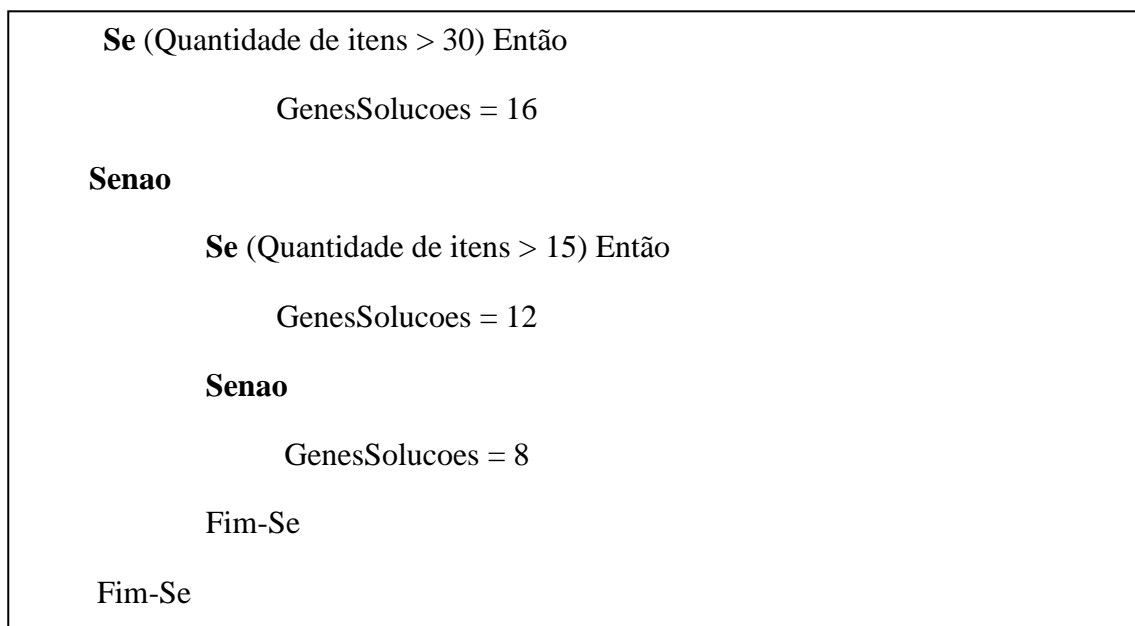 Se (Quantidade de itens > 30) Então
GenesSolucoes = 16
Senao
Se (Quantidade de itens > 15) Então
GenesSolucoes = 12
Senao
GenesSolucoes = 8
Fim-Se
Fim-Se